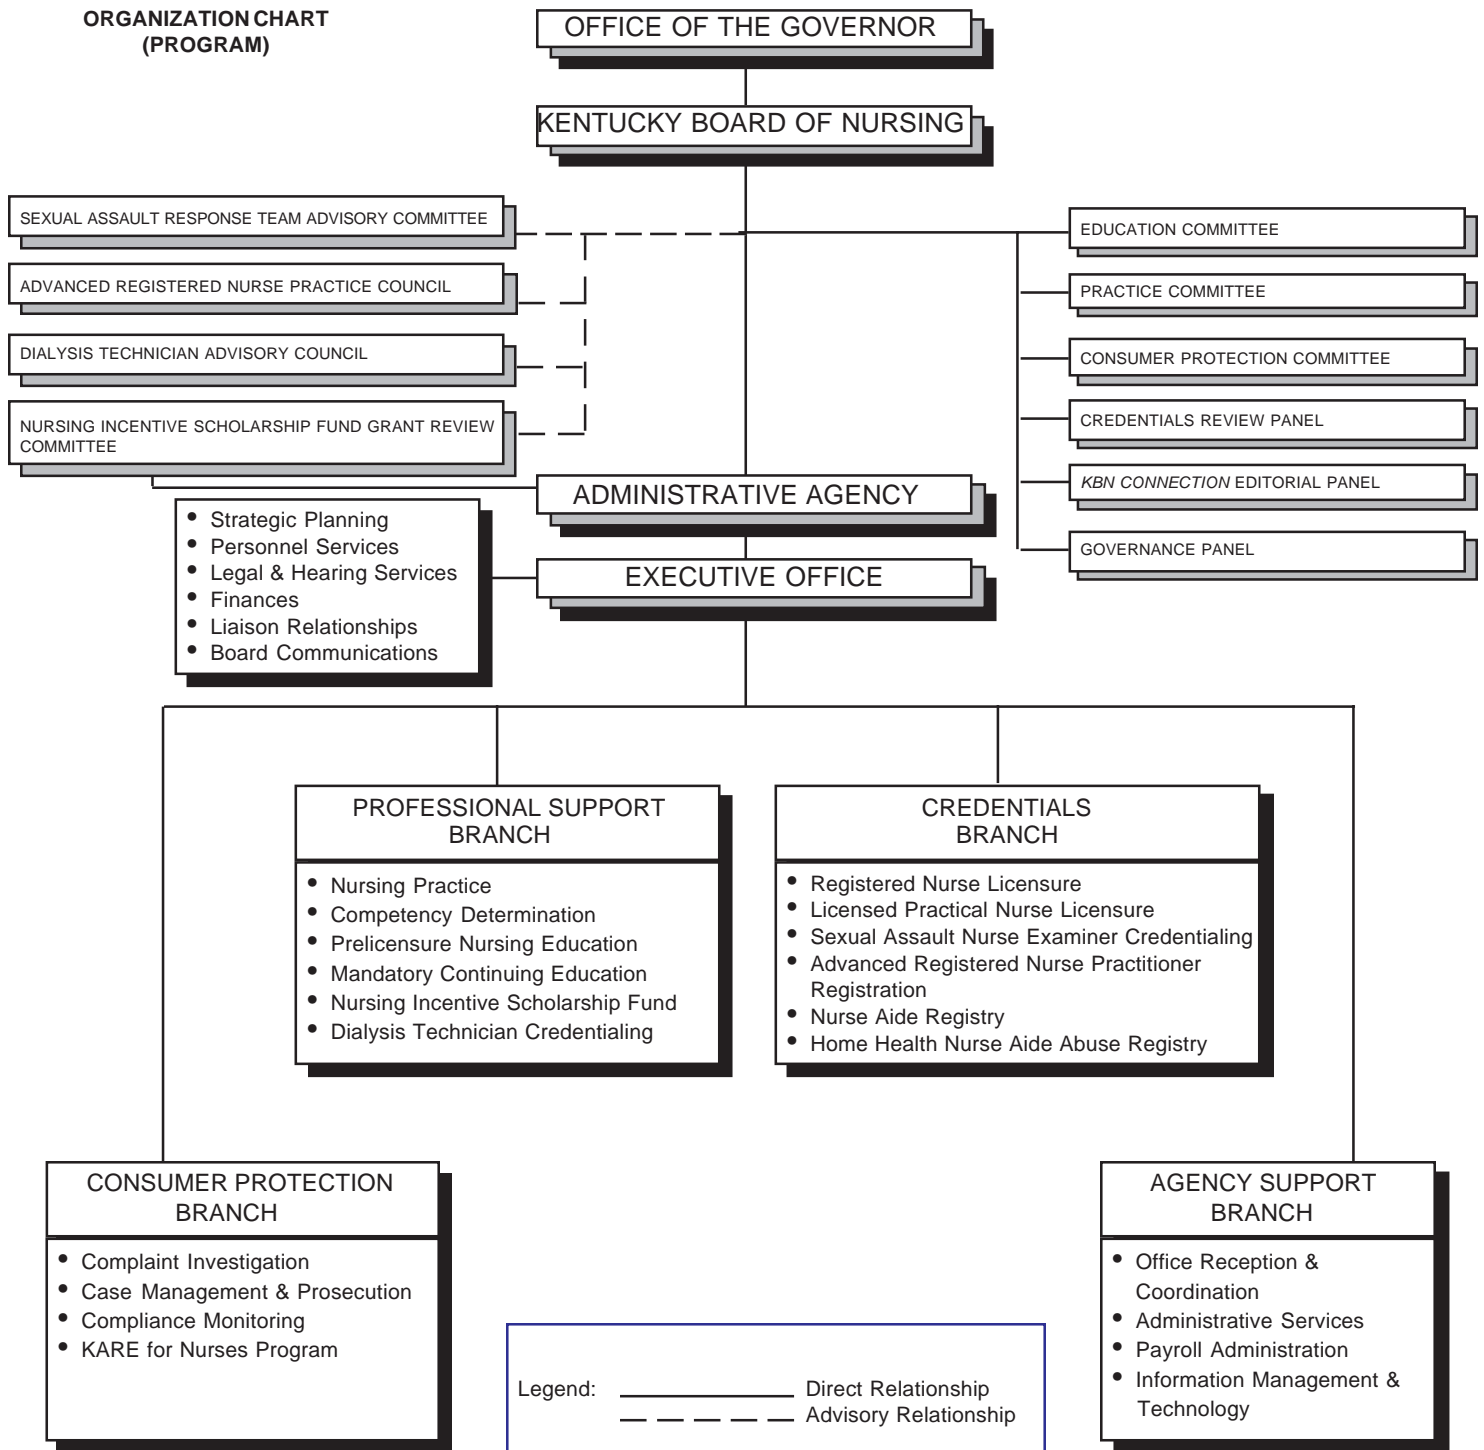 ORGANIZATION CHART
(PROGRAM)
OFFICE OF THE GOVERNOR
KENTUCKY BOARD OF NURSING
SEXUAL ASSAULT RESPONSE TEAM ADVISORY COMMITTEE
ADVANCED REGISTERED NURSE PRACTICE COUNCIL
DIALYSIS TECHNICIAN ADVISORY COUNCIL
NURSING INCENTIVE SCHOLARSHIP FUND GRANT REVIEW
COMMITTEE
EDUCATION COMMITTEE
PRACTICE COMMITTEE
CONSUMER PROTECTION COMMITTEE
CREDENTIALS REVIEW PANEL
KBN CONNECTION EDITORIAL PANEL
GOVERNANCE PANEL
ADMINISTRATIVE AGENCY
• Strategic Planning
• Personnel Services
• Legal & Hearing Services
• Finances
• Liaison Relationships
• Board Communications
EXECUTIVE OFFICE
PROFESSIONAL SUPPORT
BRANCH
• Nursing Practice
• Competency Determination
• Prelicensure Nursing Education
• Mandatory Continuing Education
• Nursing Incentive Scholarship Fund
• Dialysis Technician Credentialing
CREDENTIALS
BRANCH
• Registered Nurse Licensure
• Licensed Practical Nurse Licensure
• Sexual Assault Nurse Examiner Credentialing
• Advanced Registered Nurse Practitioner
Registration
• Nurse Aide Registry
• Home Health Nurse Aide Abuse Registry
CONSUMER PROTECTION
BRANCH
• Complaint Investigation
• Case Management & Prosecution
• Compliance Monitoring
• KARE for Nurses Program
Legend: Direct Relationship
Advisory Relationship
AGENCY SUPPORT
BRANCH
• Office Reception &
Coordination
• Administrative Services
• Payroll Administration
• Information Management &
Technology